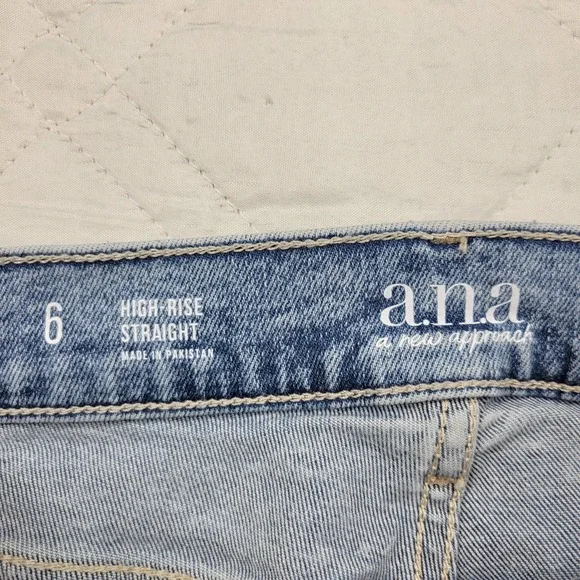 6
HIGH-RISE
STRAIGHT
MADE IN PAKISTAN
a.n.a
a new approach